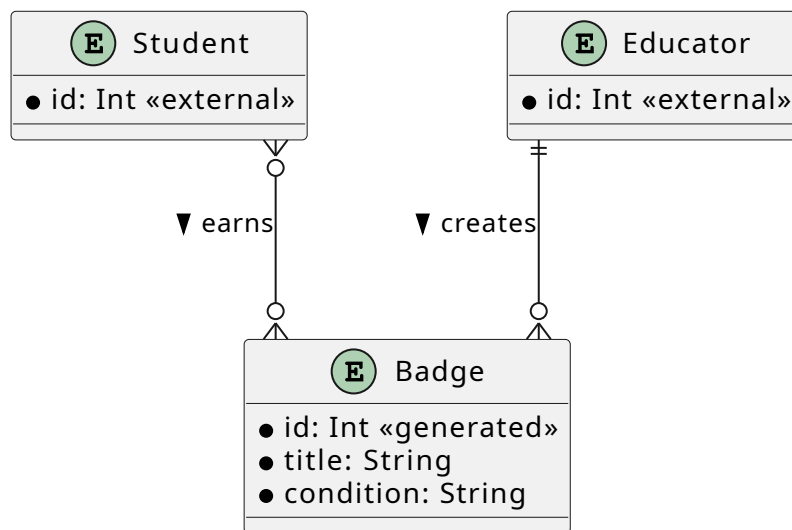 E Student
id: Int «external»
E Educator
id: Int «external»
earns
creates
E Badge
id: Int «generated»
title: String
condition: String